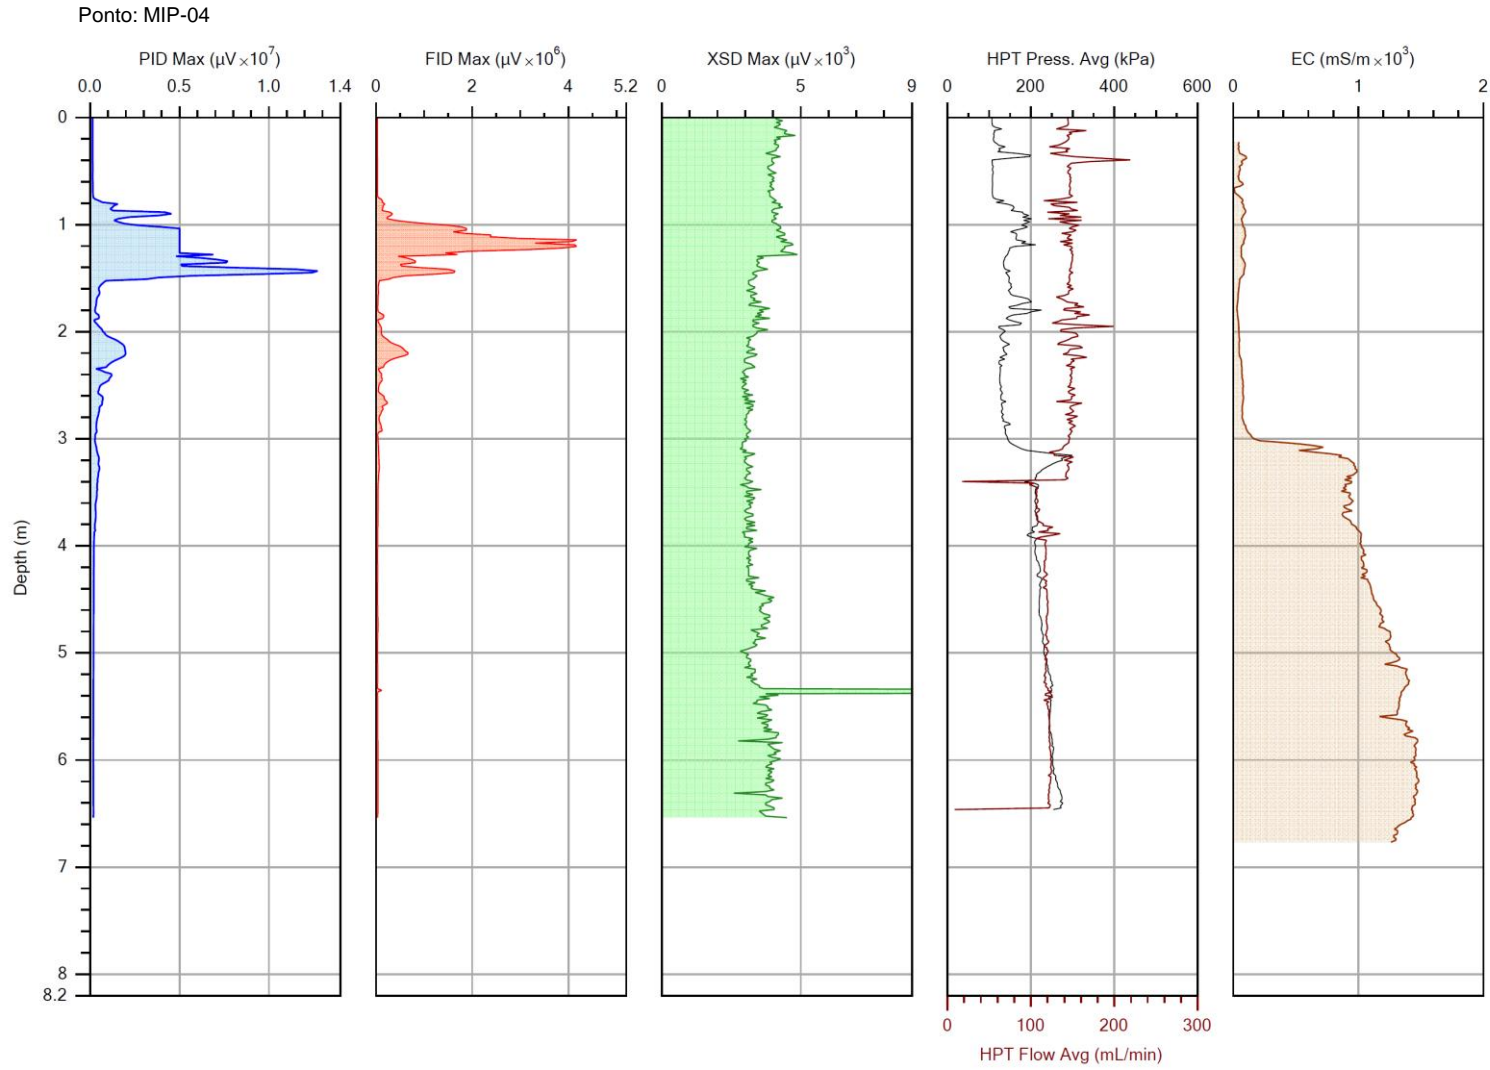 Ponto: MIP-04
PID Max (µV×10⁷) FID Max (µV×10⁶) XSD Max (µV×10³) HPT Press. Avg (kPa) EC (mS/m×10³)
0.0 0.5 1.0 1.4 0 2 4 5.2 0 5 9 0 200 400 600 0 1 2
0
1
2
3
4
5
6
7
8
8.2
Depth (m)
0 100 200 300
HPT Flow Avg (mL/min)